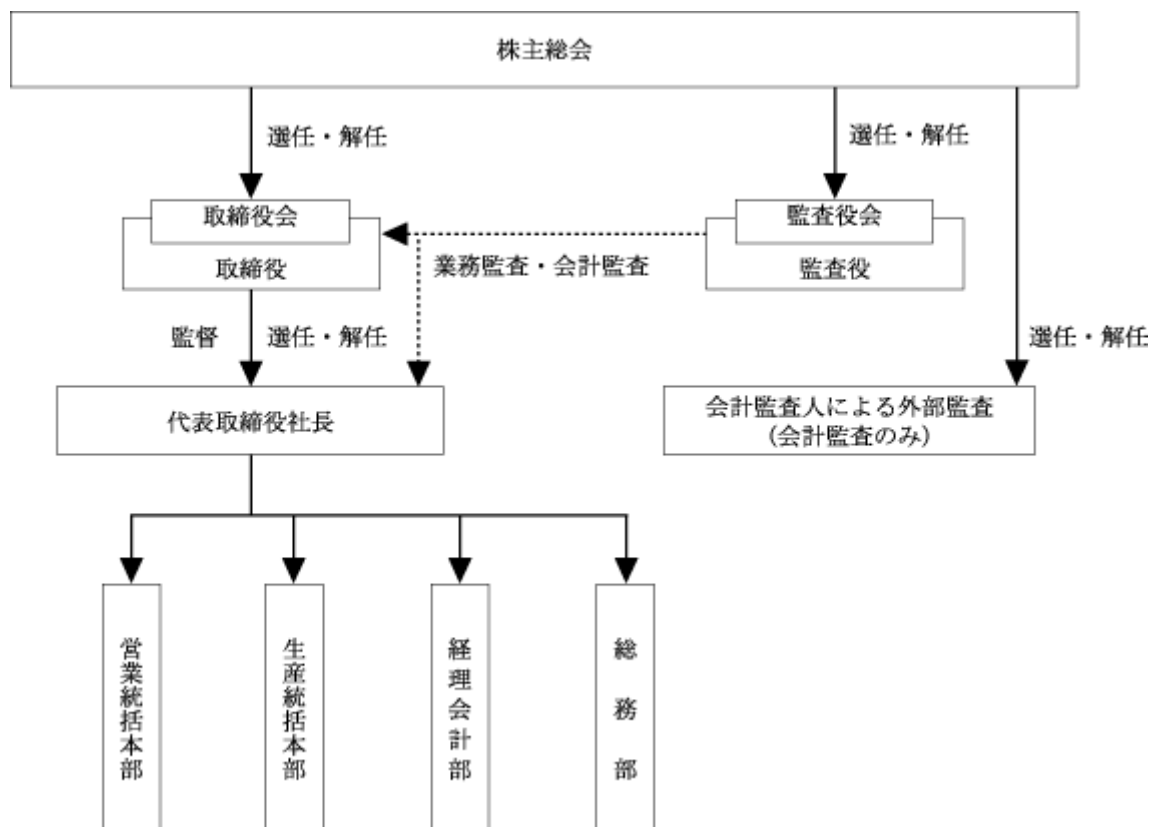 株主総会
選任・解任
選任・解任
取締役会
監査役会
取締役
業務監査・会計監査
監査役
監督
選任・解任
選任・解任
代表取締役社長
会計監査人による外部監査
（会計監査のみ）
営業統括本部
生産統括本部
経理会計部
総務部